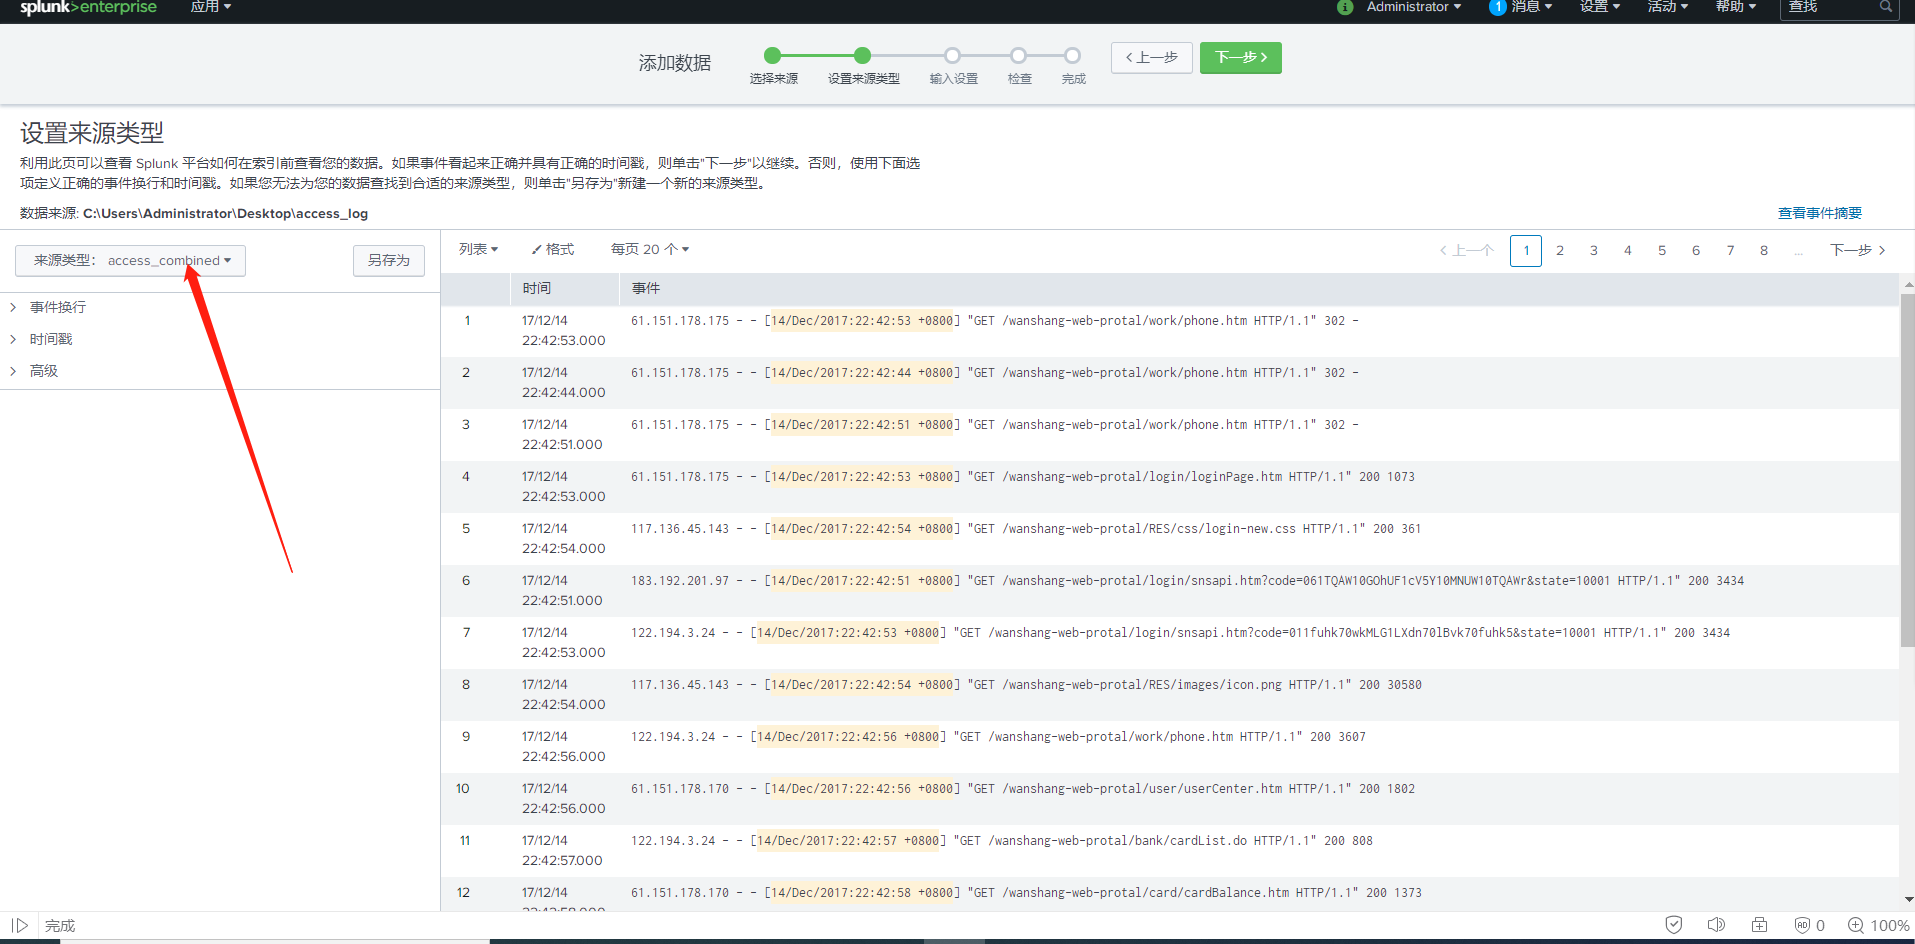 splunk>enterprise 应用 i Administrator 1 消息 设置 活动 帮助 查找
添加数据 选择来源 设置来源类型 输入设置 检查 完成 上一步 下一步
设置来源类型
利用此页可以查看 Splunk 平台如何在索引前查看您的数据。如果事件看起来正确并具有正确的时间戳，则单击"下一步"以继续。否则，使用下面选
项定义正确的事件换行和时间戳。如果您无法为您的数据查找到合适的来源类型，则单击"另存为"新建一个新的来源类型。
数据来源: C:\Users\Administrator\Desktop\access_log
查看事件摘要
来源类型: access_combined 另存为
事件换行
时间戳
高级
列表 格式 每页 20 个 上一个 1 2 3 4 5 6 7 8 ... 下一步
时间 事件
1 17/12/14 61.151.178.175 - - [14/Dec/2017:22:42:53 +0800] "GET /wanshang-web-protal/work/phone.htm HTTP/1.1" 302 -
22:42:53.000
2 17/12/14 61.151.178.175 - - [14/Dec/2017:22:42:44 +0800] "GET /wanshang-web-protal/work/phone.htm HTTP/1.1" 302 -
22:42:44.000
3 17/12/14 61.151.178.175 - - [14/Dec/2017:22:42:51 +0800] "GET /wanshang-web-protal/work/phone.htm HTTP/1.1" 302 -
22:42:51.000
4 17/12/14 61.151.178.175 - - [14/Dec/2017:22:42:53 +0800] "GET /wanshang-web-protal/login/loginPage.htm HTTP/1.1" 200 1073
22:42:53.000
5 17/12/14 117.136.45.143 - - [14/Dec/2017:22:42:54 +0800] "GET /wanshang-web-protal/RES/css/login-new.css HTTP/1.1" 200 361
22:42:54.000
6 17/12/14 183.192.201.97 - - [14/Dec/2017:22:42:51 +0800] "GET /wanshang-web-protal/login/snsapi.htm?code=061TQAW10GOhUF1cV5Y10MNUW10TQAWr&state=10001 HTTP/1.1" 200 3434
22:42:51.000
7 17/12/14 122.194.3.24 - - [14/Dec/2017:22:42:53 +0800] "GET /wanshang-web-protal/login/snsapi.htm?code=011fuhk70wkMLG1LXdn70lBvk70fuhk5&state=10001 HTTP/1.1" 200 3434
22:42:53.000
8 17/12/14 117.136.45.143 - - [14/Dec/2017:22:42:54 +0800] "GET /wanshang-web-protal/RES/images/icon.png HTTP/1.1" 200 30580
22:42:54.000
9 17/12/14 122.194.3.24 - - [14/Dec/2017:22:42:56 +0800] "GET /wanshang-web-protal/work/phone.htm HTTP/1.1" 200 3607
22:42:56.000
10 17/12/14 61.151.178.170 - - [14/Dec/2017:22:42:56 +0800] "GET /wanshang-web-protal/user/userCenter.htm HTTP/1.1" 200 1802
22:42:56.000
11 17/12/14 122.194.3.24 - - [14/Dec/2017:22:42:57 +0800] "GET /wanshang-web-protal/bank/cardList.do HTTP/1.1" 200 808
22:42:57.000
12 17/12/14 61.151.178.170 - - [14/Dec/2017:22:42:58 +0800] "GET /wanshang-web-protal/card/cardBalance.htm HTTP/1.1" 200 1373
22:42:58.000
完成 AD 0 100%